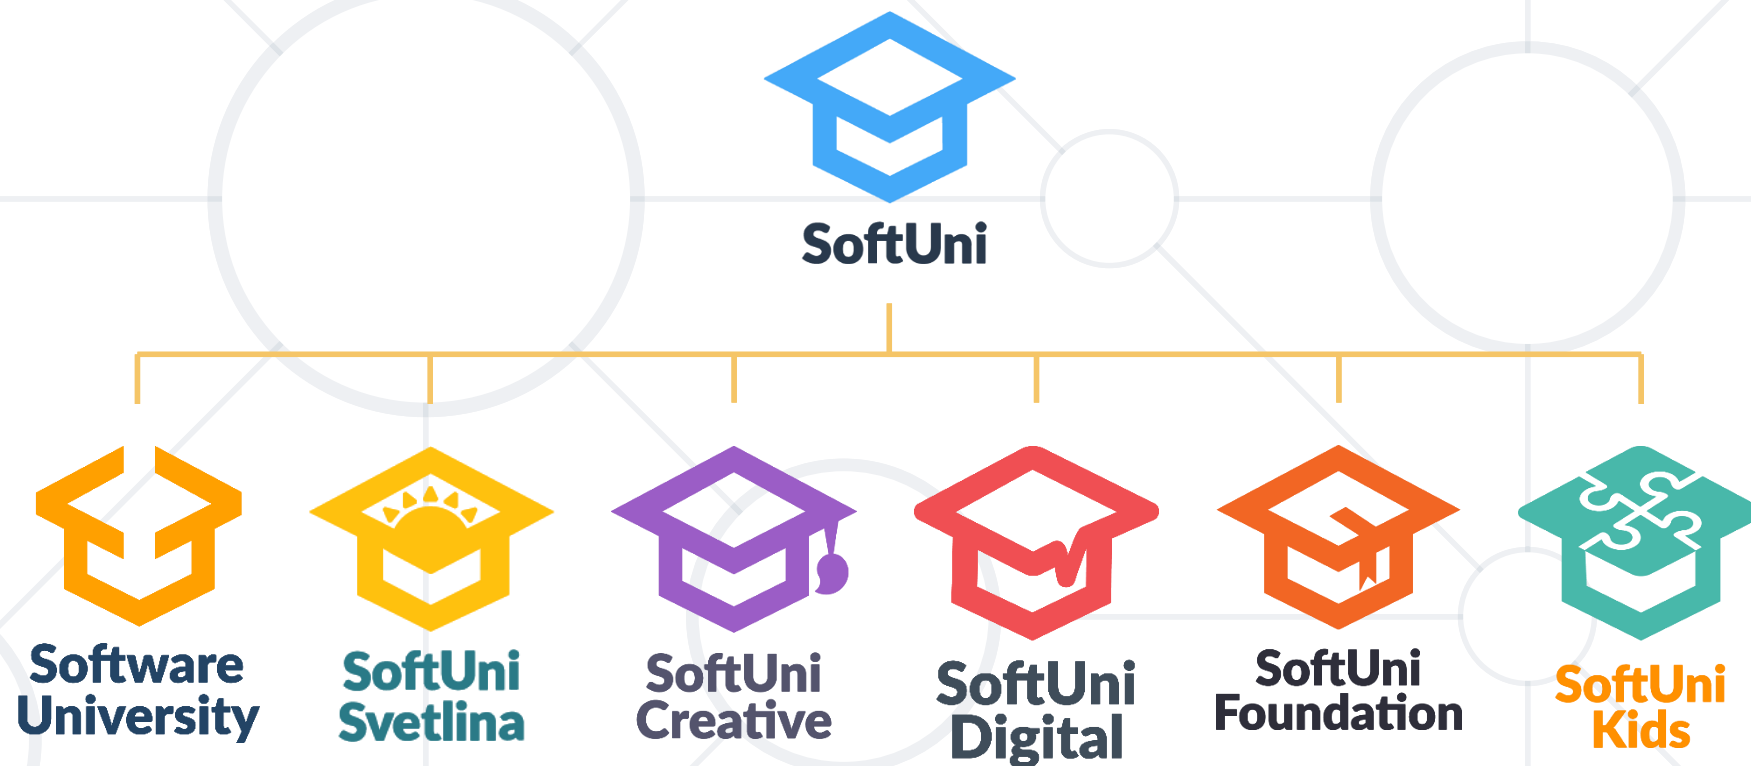 SoftUni
Software
University
SoftUni
Svetlina
SoftUni
Creative
SoftUni
Digital
SoftUni
Foundation
SoftUni
Kids